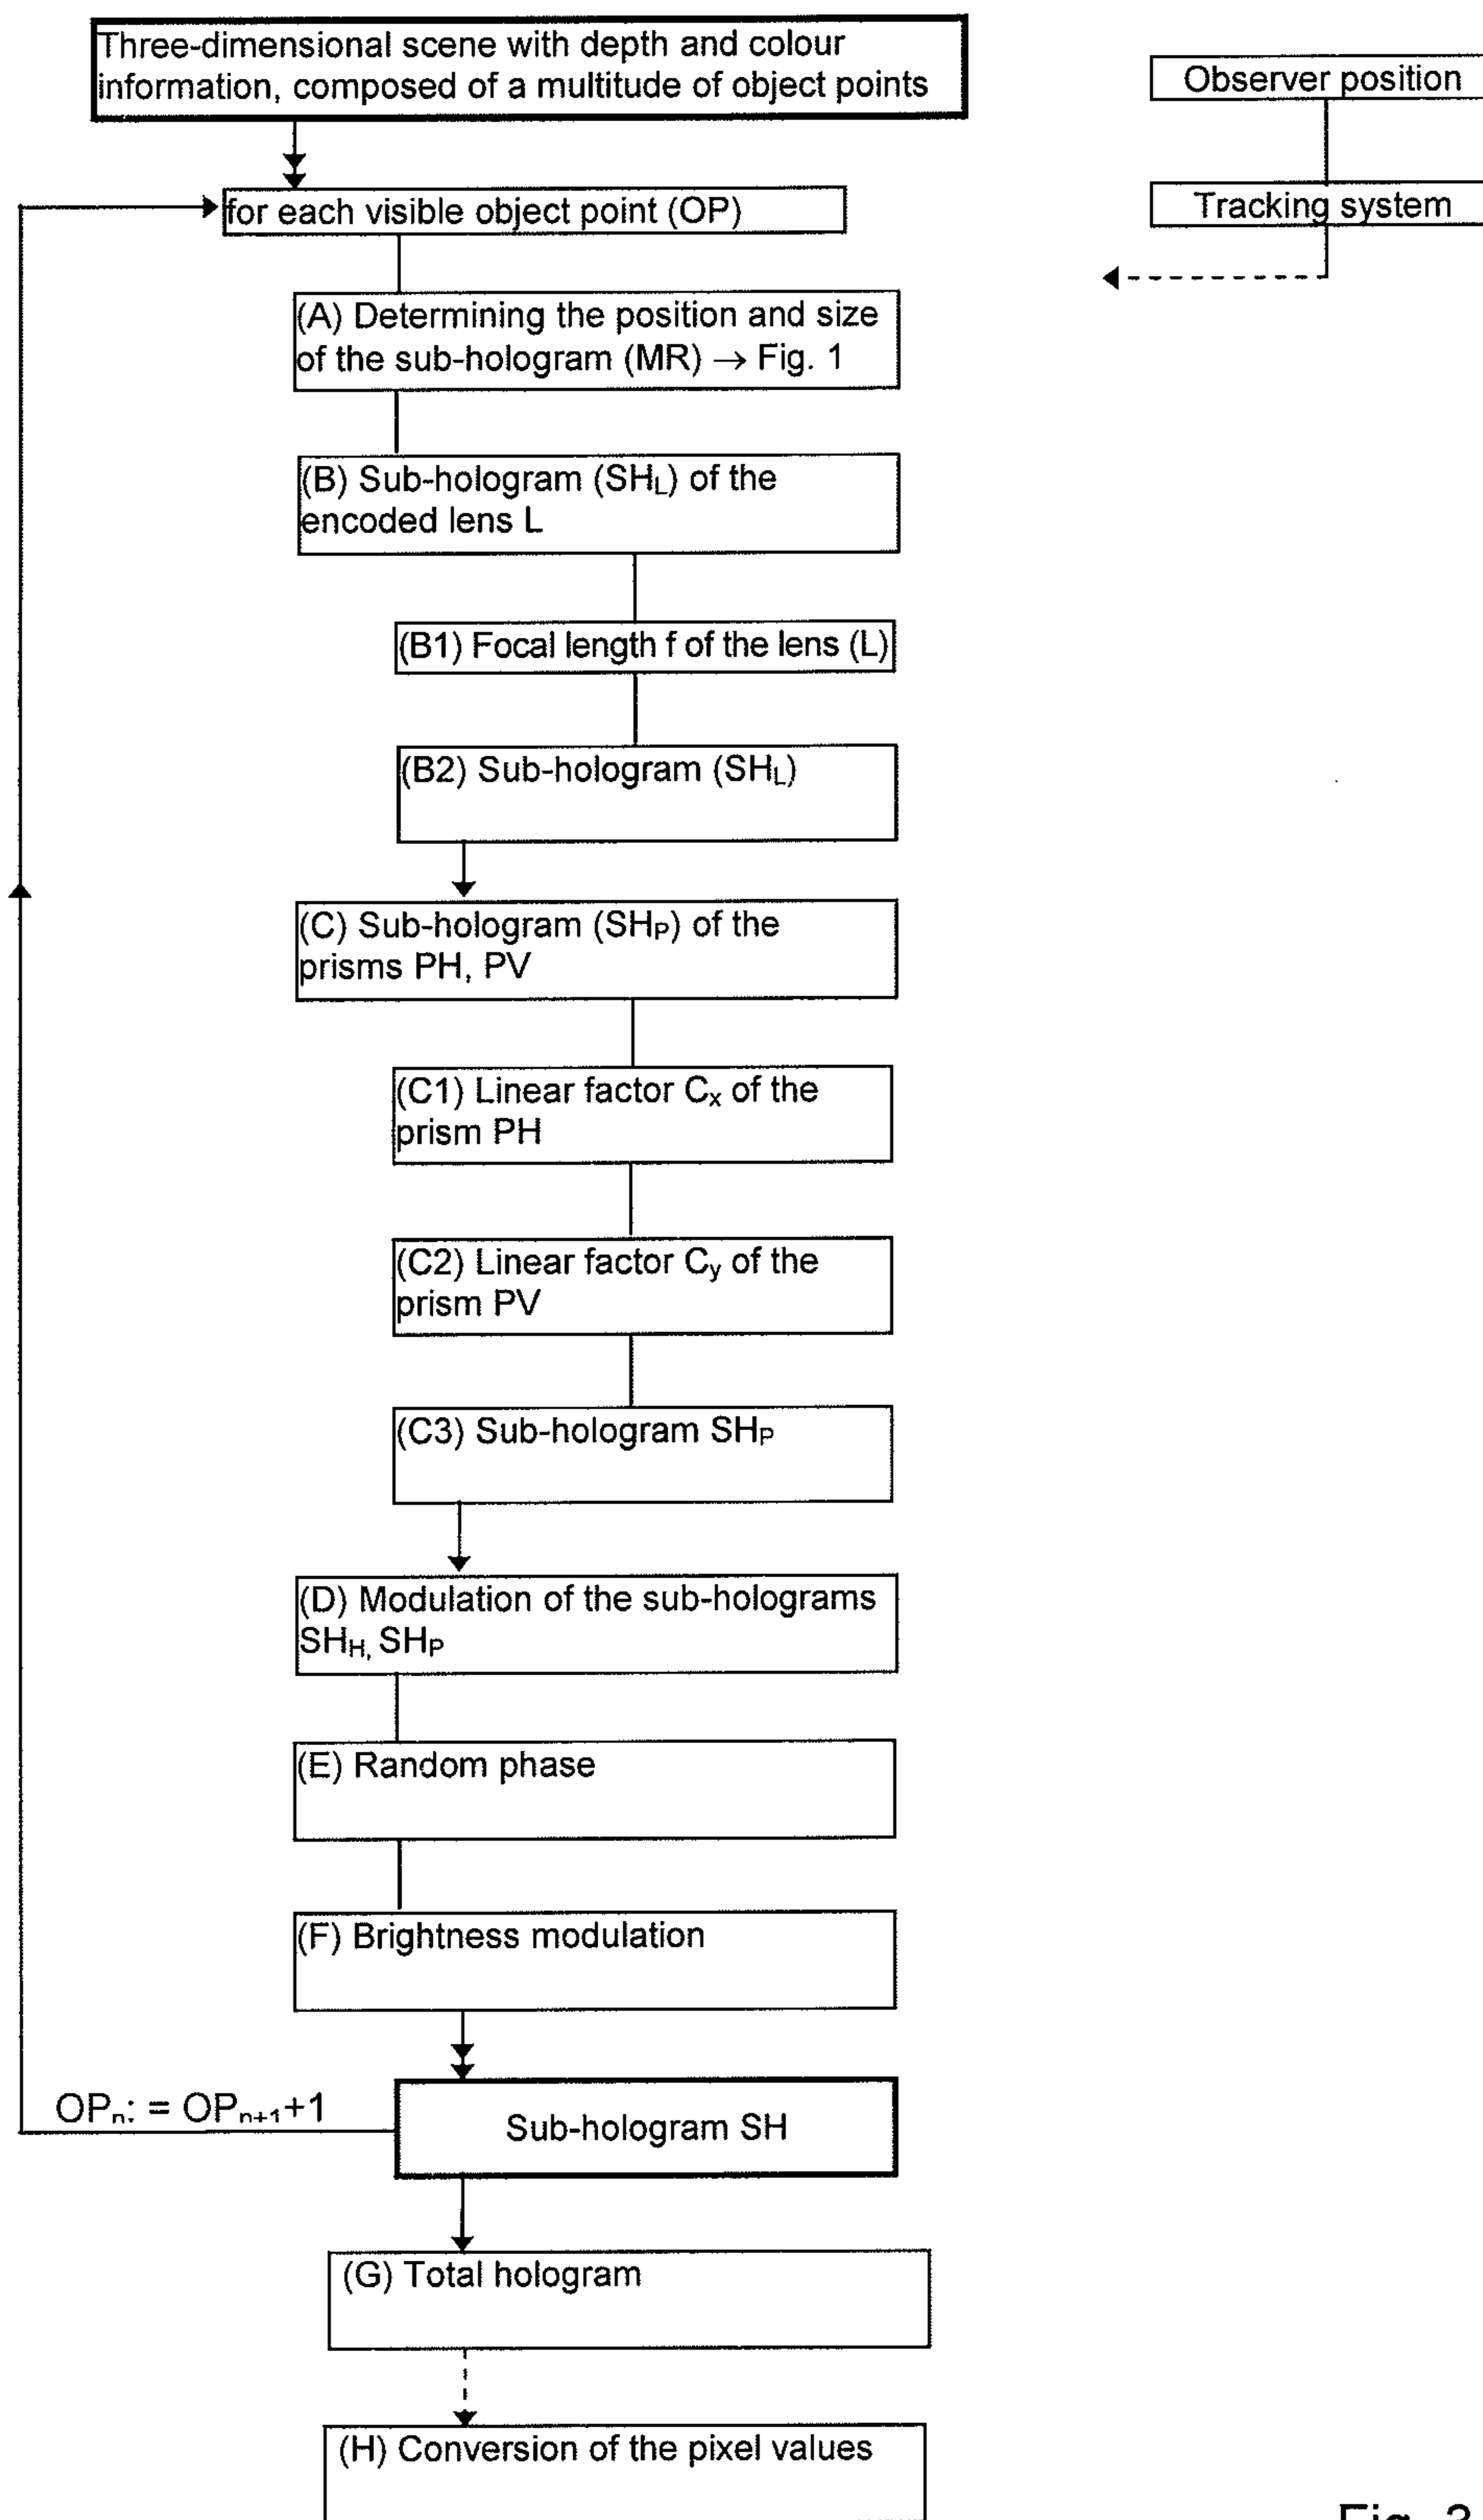 Three-dimensional scene with depth and colour
information, composed of a multitude of object points
Observer position
for each visible object point (OP)
Tracking system
(A) Determining the position and size
of the sub-hologram (MR) → Fig. 1
(B) Sub-hologram (SHL) of the
encoded lens L
(B1) Focal length f of the lens (L)
(B2) Sub-hologram (SHL)
(C) Sub-hologram (SHP) of the
prisms PH, PV
(C1) Linear factor Cx of the
prism PH
(C2) Linear factor Cy of the
prism PV
(C3) Sub-hologram SHP
(D) Modulation of the sub-holograms
SHH, SHP
(E) Random phase
(F) Brightness modulation
OPn: = OPn+1+1
Sub-hologram SH
(G) Total hologram
(H) Conversion of the pixel values